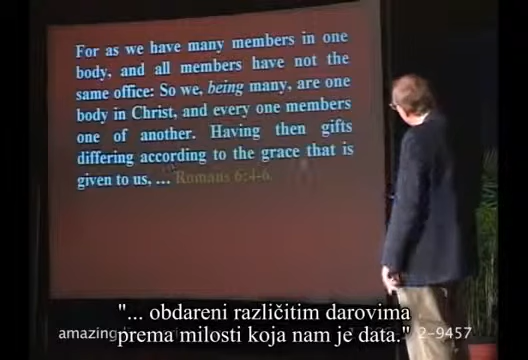 For as we have many members in one
body, and all members have not the
same office: So we, being many, are one
body in Christ, and every one members
one of another. Having then gifts
differing according to the grace that is
given to us, ... Romans 6:4-6.
"... obdareni različitim darovima
prema milosti koja nam je data."
amazing
2-9457